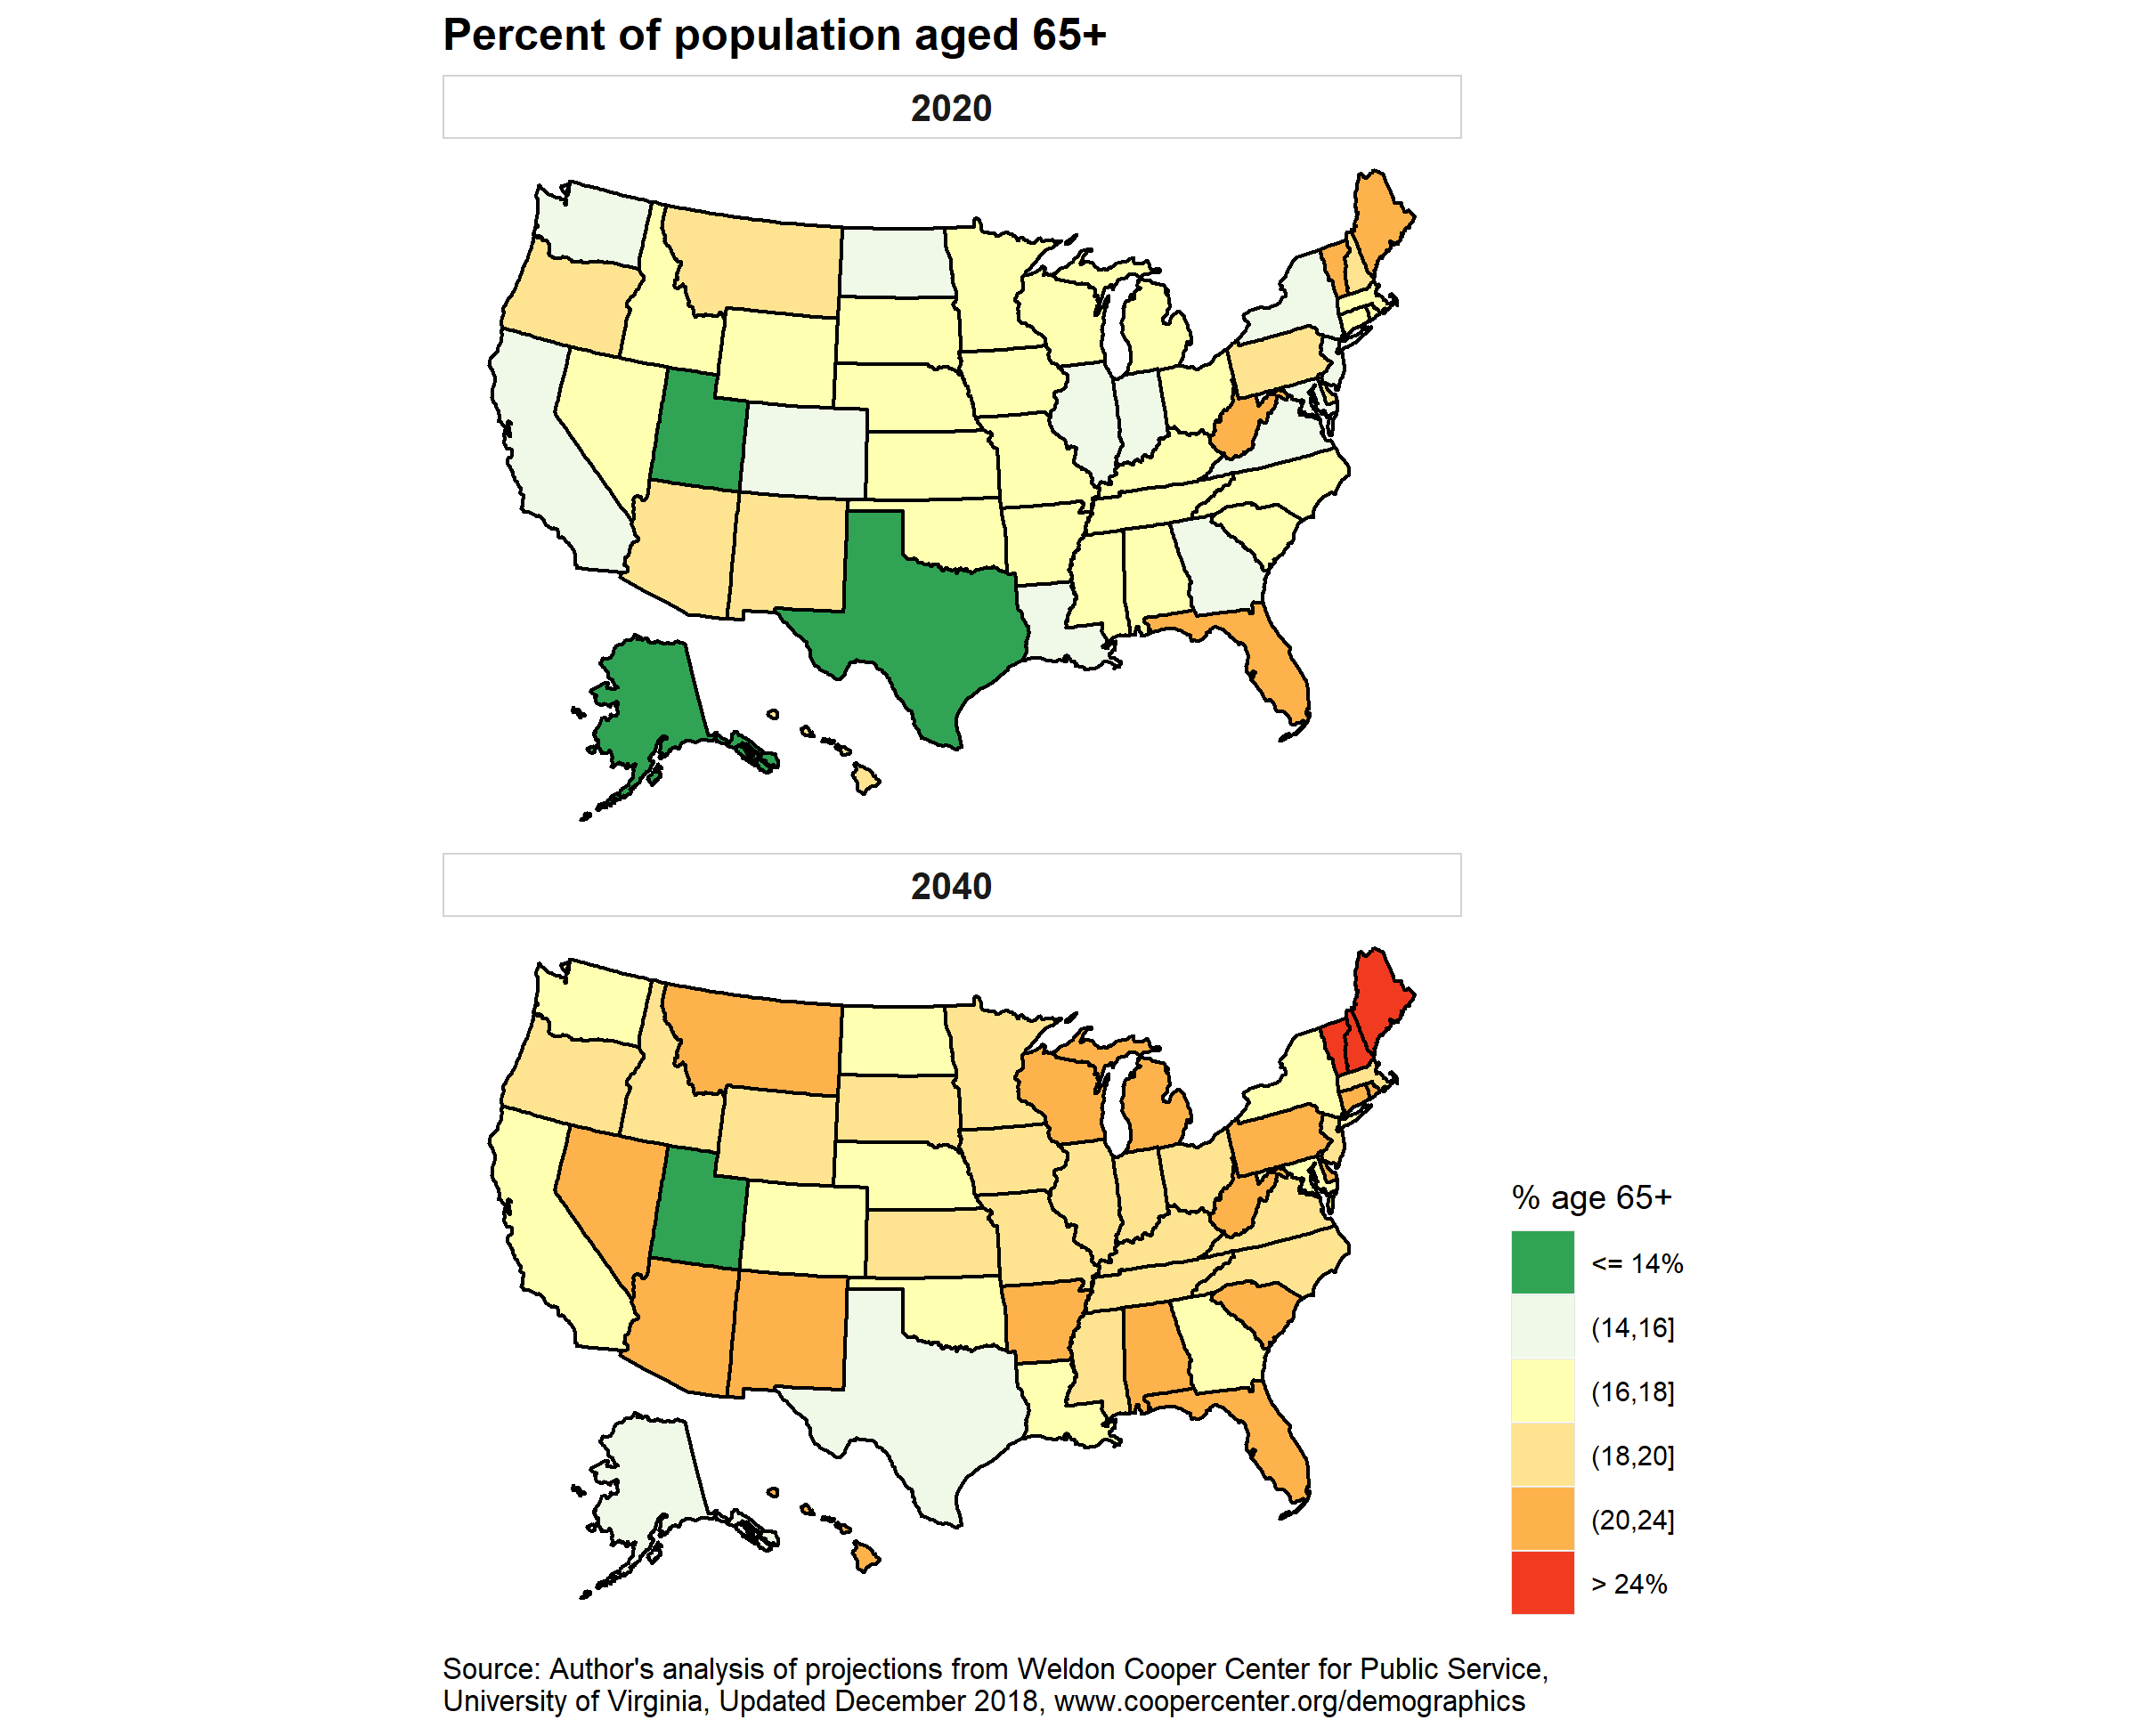 Percent of population aged 65+
2020
2040
% age 65+
<= 14%
(14,16]
(16,18]
(18,20]
(20,24]
> 24%
Source: Author's analysis of projections from Weldon Cooper Center for Public Service,
University of Virginia, Updated December 2018, www.coopercenter.org/demographics